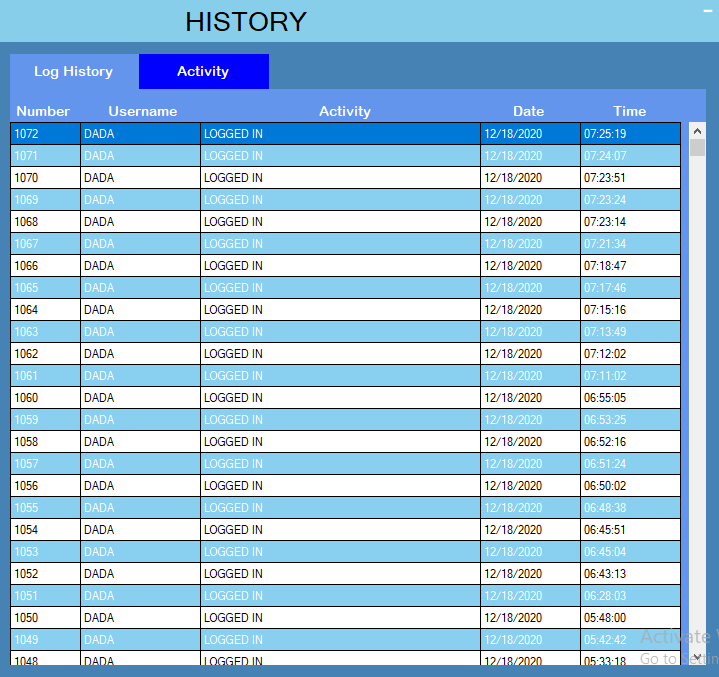 HISTORY
Log History Activity
Number Username Activity Date Time
1072 DADA LOGGED IN 12/18/2020 07:25:19
1071 DADA LOGGED IN 12/18/2020 07:24:07
1070 DADA LOGGED IN 12/18/2020 07:23:51
1069 DADA LOGGED IN 12/18/2020 07:23:24
1068 DADA LOGGED IN 12/18/2020 07:23:14
1067 DADA LOGGED IN 12/18/2020 07:21:34
1066 DADA LOGGED IN 12/18/2020 07:18:47
1065 DADA LOGGED IN 12/18/2020 07:17:46
1064 DADA LOGGED IN 12/18/2020 07:15:16
1063 DADA LOGGED IN 12/18/2020 07:13:49
1062 DADA LOGGED IN 12/18/2020 07:12:02
1061 DADA LOGGED IN 12/18/2020 07:11:02
1060 DADA LOGGED IN 12/18/2020 06:55:05
1059 DADA LOGGED IN 12/18/2020 06:53:25
1058 DADA LOGGED IN 12/18/2020 06:52:16
1057 DADA LOGGED IN 12/18/2020 06:51:24
1056 DADA LOGGED IN 12/18/2020 06:50:02
1055 DADA LOGGED IN 12/18/2020 06:48:38
1054 DADA LOGGED IN 12/18/2020 06:45:51
1053 DADA LOGGED IN 12/18/2020 06:45:04
1052 DADA LOGGED IN 12/18/2020 06:43:13
1051 DADA LOGGED IN 12/18/2020 06:28:03
1050 DADA LOGGED IN 12/18/2020 05:48:00
1049 DADA LOGGED IN 12/18/2020 05:42:42
1048 DADA LOGGED IN 12/18/2020 05:33:18
Activate
Go to